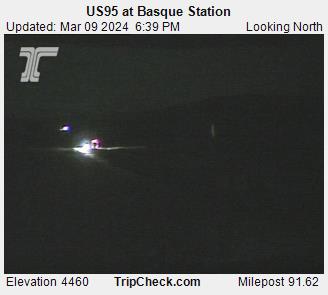 US95 at Basque Station
Updated: Mar 09 2024 6:39 PM Looking North
Elevation 4460 TripCheck.com Milepost 91.62